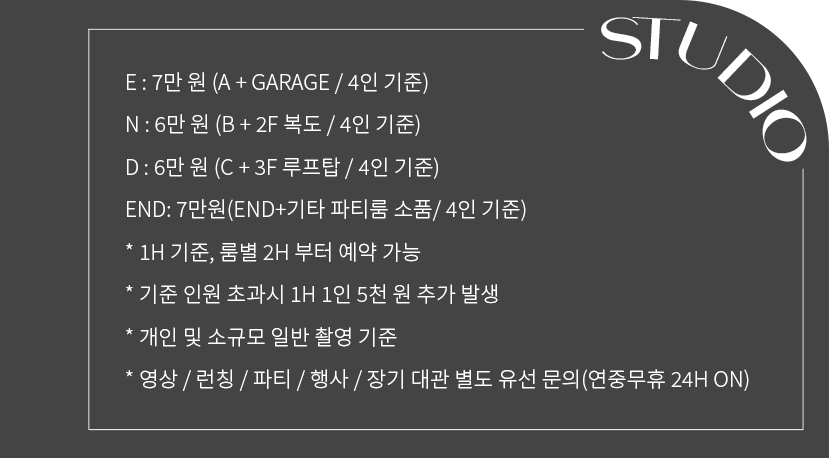 STUDIO
E : 7만 원 (A + GARAGE / 4인 기준)
N : 6만 원 (B + 2F 복도 / 4인 기준)
D : 6만 원 (C + 3F 루프탑 / 4인 기준)
END: 7만원(END+기타 파티룸 소품/ 4인 기준)
* 1H 기준, 룸별 2H 부터 예약 가능
* 기준 인원 초과시 1H 1인 5천 원 추가 발생
* 개인 및 소규모 일반 촬영 기준
* 영상 / 런칭 / 파티 / 행사 / 장기 대관 별도 유선 문의(연중무휴 24H ON)